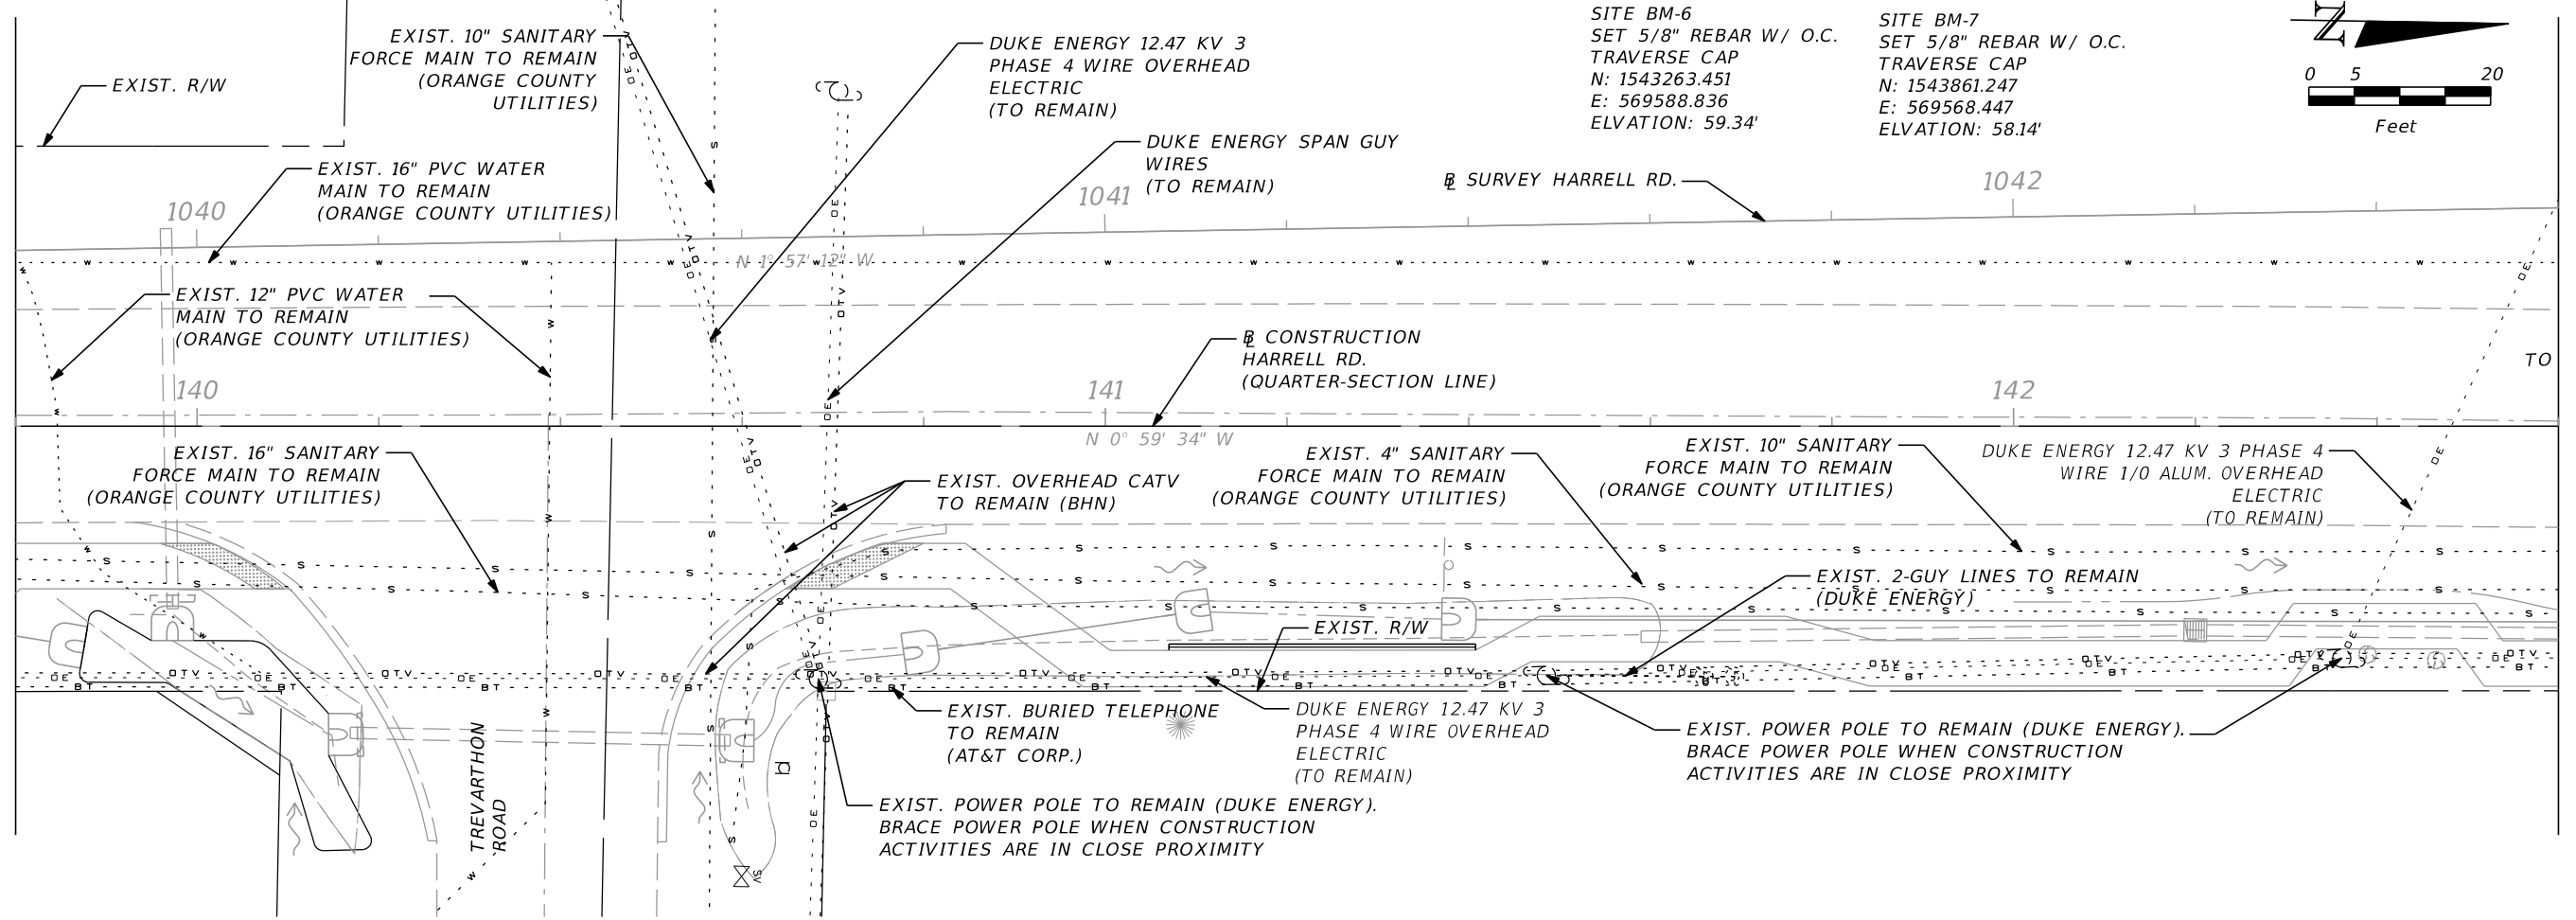 EXIST. 10" SANITARY
FORCE MAIN TO REMAIN
(ORANGE COUNTY
UTILITIES)
EXIST. R/W
DUKE ENERGY 12.47 KV 3
PHASE 4 WIRE OVERHEAD
ELECTRIC
(TO REMAIN)
SITE BM-6
SET 5/8" REBAR W/ O.C.
TRAVERSE CAP
N: 1543263.451
E: 569588.836
ELVATION: 59.34'
SITE BM-7
SET 5/8" REBAR W/ O.C.
TRAVERSE CAP
N: 1543861.247
E: 569568.447
ELVATION: 58.14'
N
0 5 20
Feet
DUKE ENERGY SPAN GUY
WIRES
(TO REMAIN)
EXIST. 16" PVC WATER
MAIN TO REMAIN
(ORANGE COUNTY UTILITIES)
BL SURVEY HARRELL RD.
1040
1041
1042
N 1° 57' 12" W
EXIST. 12" PVC WATER
MAIN TO REMAIN
(ORANGE COUNTY UTILITIES)
BL CONSTRUCTION
HARRELL RD.
(QUARTER-SECTION LINE)
TO
140
141
142
N 0° 59' 34" W
EXIST. 16" SANITARY
FORCE MAIN TO REMAIN
(ORANGE COUNTY UTILITIES)
EXIST. OVERHEAD CATV
TO REMAIN (BHN)
EXIST. 4" SANITARY
FORCE MAIN TO REMAIN
(ORANGE COUNTY UTILITIES)
EXIST. 10" SANITARY
FORCE MAIN TO REMAIN
(ORANGE COUNTY UTILITIES)
DUKE ENERGY 12.47 KV 3 PHASE 4
WIRE 1/0 ALUM. OVERHEAD
ELECTRIC
(TO REMAIN)
EXIST. 2-GUY LINES TO REMAIN
(DUKE ENERGY)
EXIST. R/W
EXIST. BURIED TELEPHONE
TO REMAIN
(AT&T CORP.)
DUKE ENERGY 12.47 KV 3
PHASE 4 WIRE OVERHEAD
ELECTRIC
(TO REMAIN)
EXIST. POWER POLE TO REMAIN (DUKE ENERGY).
BRACE POWER POLE WHEN CONSTRUCTION
ACTIVITIES ARE IN CLOSE PROXIMITY
EXIST. POWER POLE TO REMAIN (DUKE ENERGY).
BRACE POWER POLE WHEN CONSTRUCTION
ACTIVITIES ARE IN CLOSE PROXIMITY
TREVARTHON
ROAD
SV